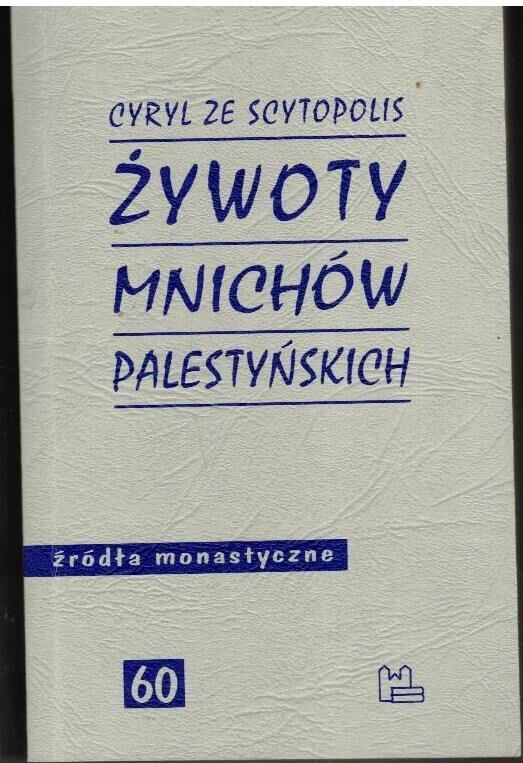 CYRYL ZE SCYTOPOLIS
ŻYWOTY
MNICHÓW
PALESTYŃSKICH
źródła monastyczne
60